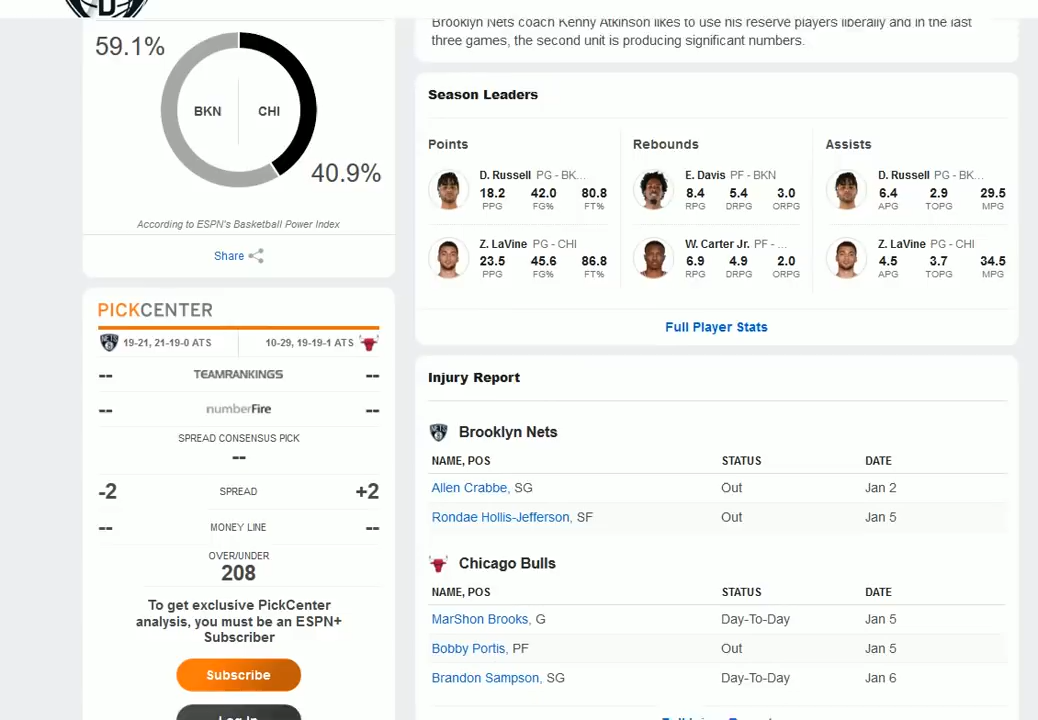 59.1%
BKN
CHI
40.9%
According to ESPN's Basketball Power Index
Share
PICKCENTER
19-21, 21-19-0 ATS
10-29, 19-19-1 ATS
-- TEAMRANKINGS --
-- numberFire --
SPREAD CONSENSUS PICK
--
-2 SPREAD +2
-- MONEY LINE --
OVER/UNDER
208
To get exclusive PickCenter
analysis, you must be an ESPN+
Subscriber
Subscribe
Log In
Brooklyn Nets coach Kenny Atkinson likes to use his reserve players liberally and in the last
three games, the second unit is producing significant numbers.
Season Leaders
Points
D. Russell PG - BK...
18.2 42.0 80.8
PPG FG% FT%
Z. LaVine PG - CHI
23.5 45.6 86.8
PPG FG% FT%
Rebounds
E. Davis PF - BKN
8.4 5.4 3.0
RPG DRPG ORPG
W. Carter Jr. PF - ...
6.9 4.9 2.0
RPG DRPG ORPG
Assists
D. Russell PG - BK...
6.4 2.9 29.5
APG TOPG MPG
Z. LaVine PG - CHI
4.5 3.7 34.5
APG TOPG MPG
Full Player Stats
Injury Report
Brooklyn Nets
NAME, POS STATUS DATE
Allen Crabbe, SG Out Jan 2
Rondae Hollis-Jefferson, SF Out Jan 5
Chicago Bulls
NAME, POS STATUS DATE
MarShon Brooks, G Day-To-Day Jan 5
Bobby Portis, PF Out Jan 5
Brandon Sampson, SG Day-To-Day Jan 6